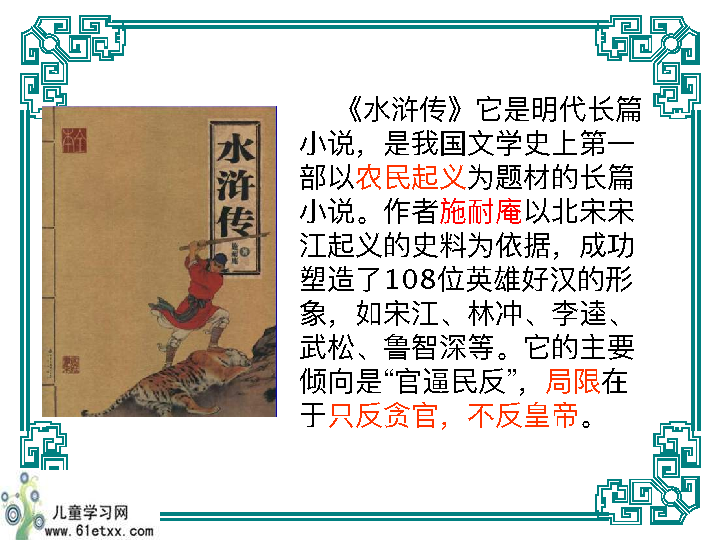 《水浒传》它是明代长篇
小说，是我国文学史上第一
部以农民起义为题材的长篇
小说。作者施耐庵以北宋宋
江起义的史料为依据，成功
塑造了108位英雄好汉的形
象，如宋江、林冲、李逵、
武松、鲁智深等。它的主要
倾向是“官逼民反”，局限在
于只反贪官，不反皇帝。
水浒传
施耐庵
著
儿童学习网
www.61etxx.com